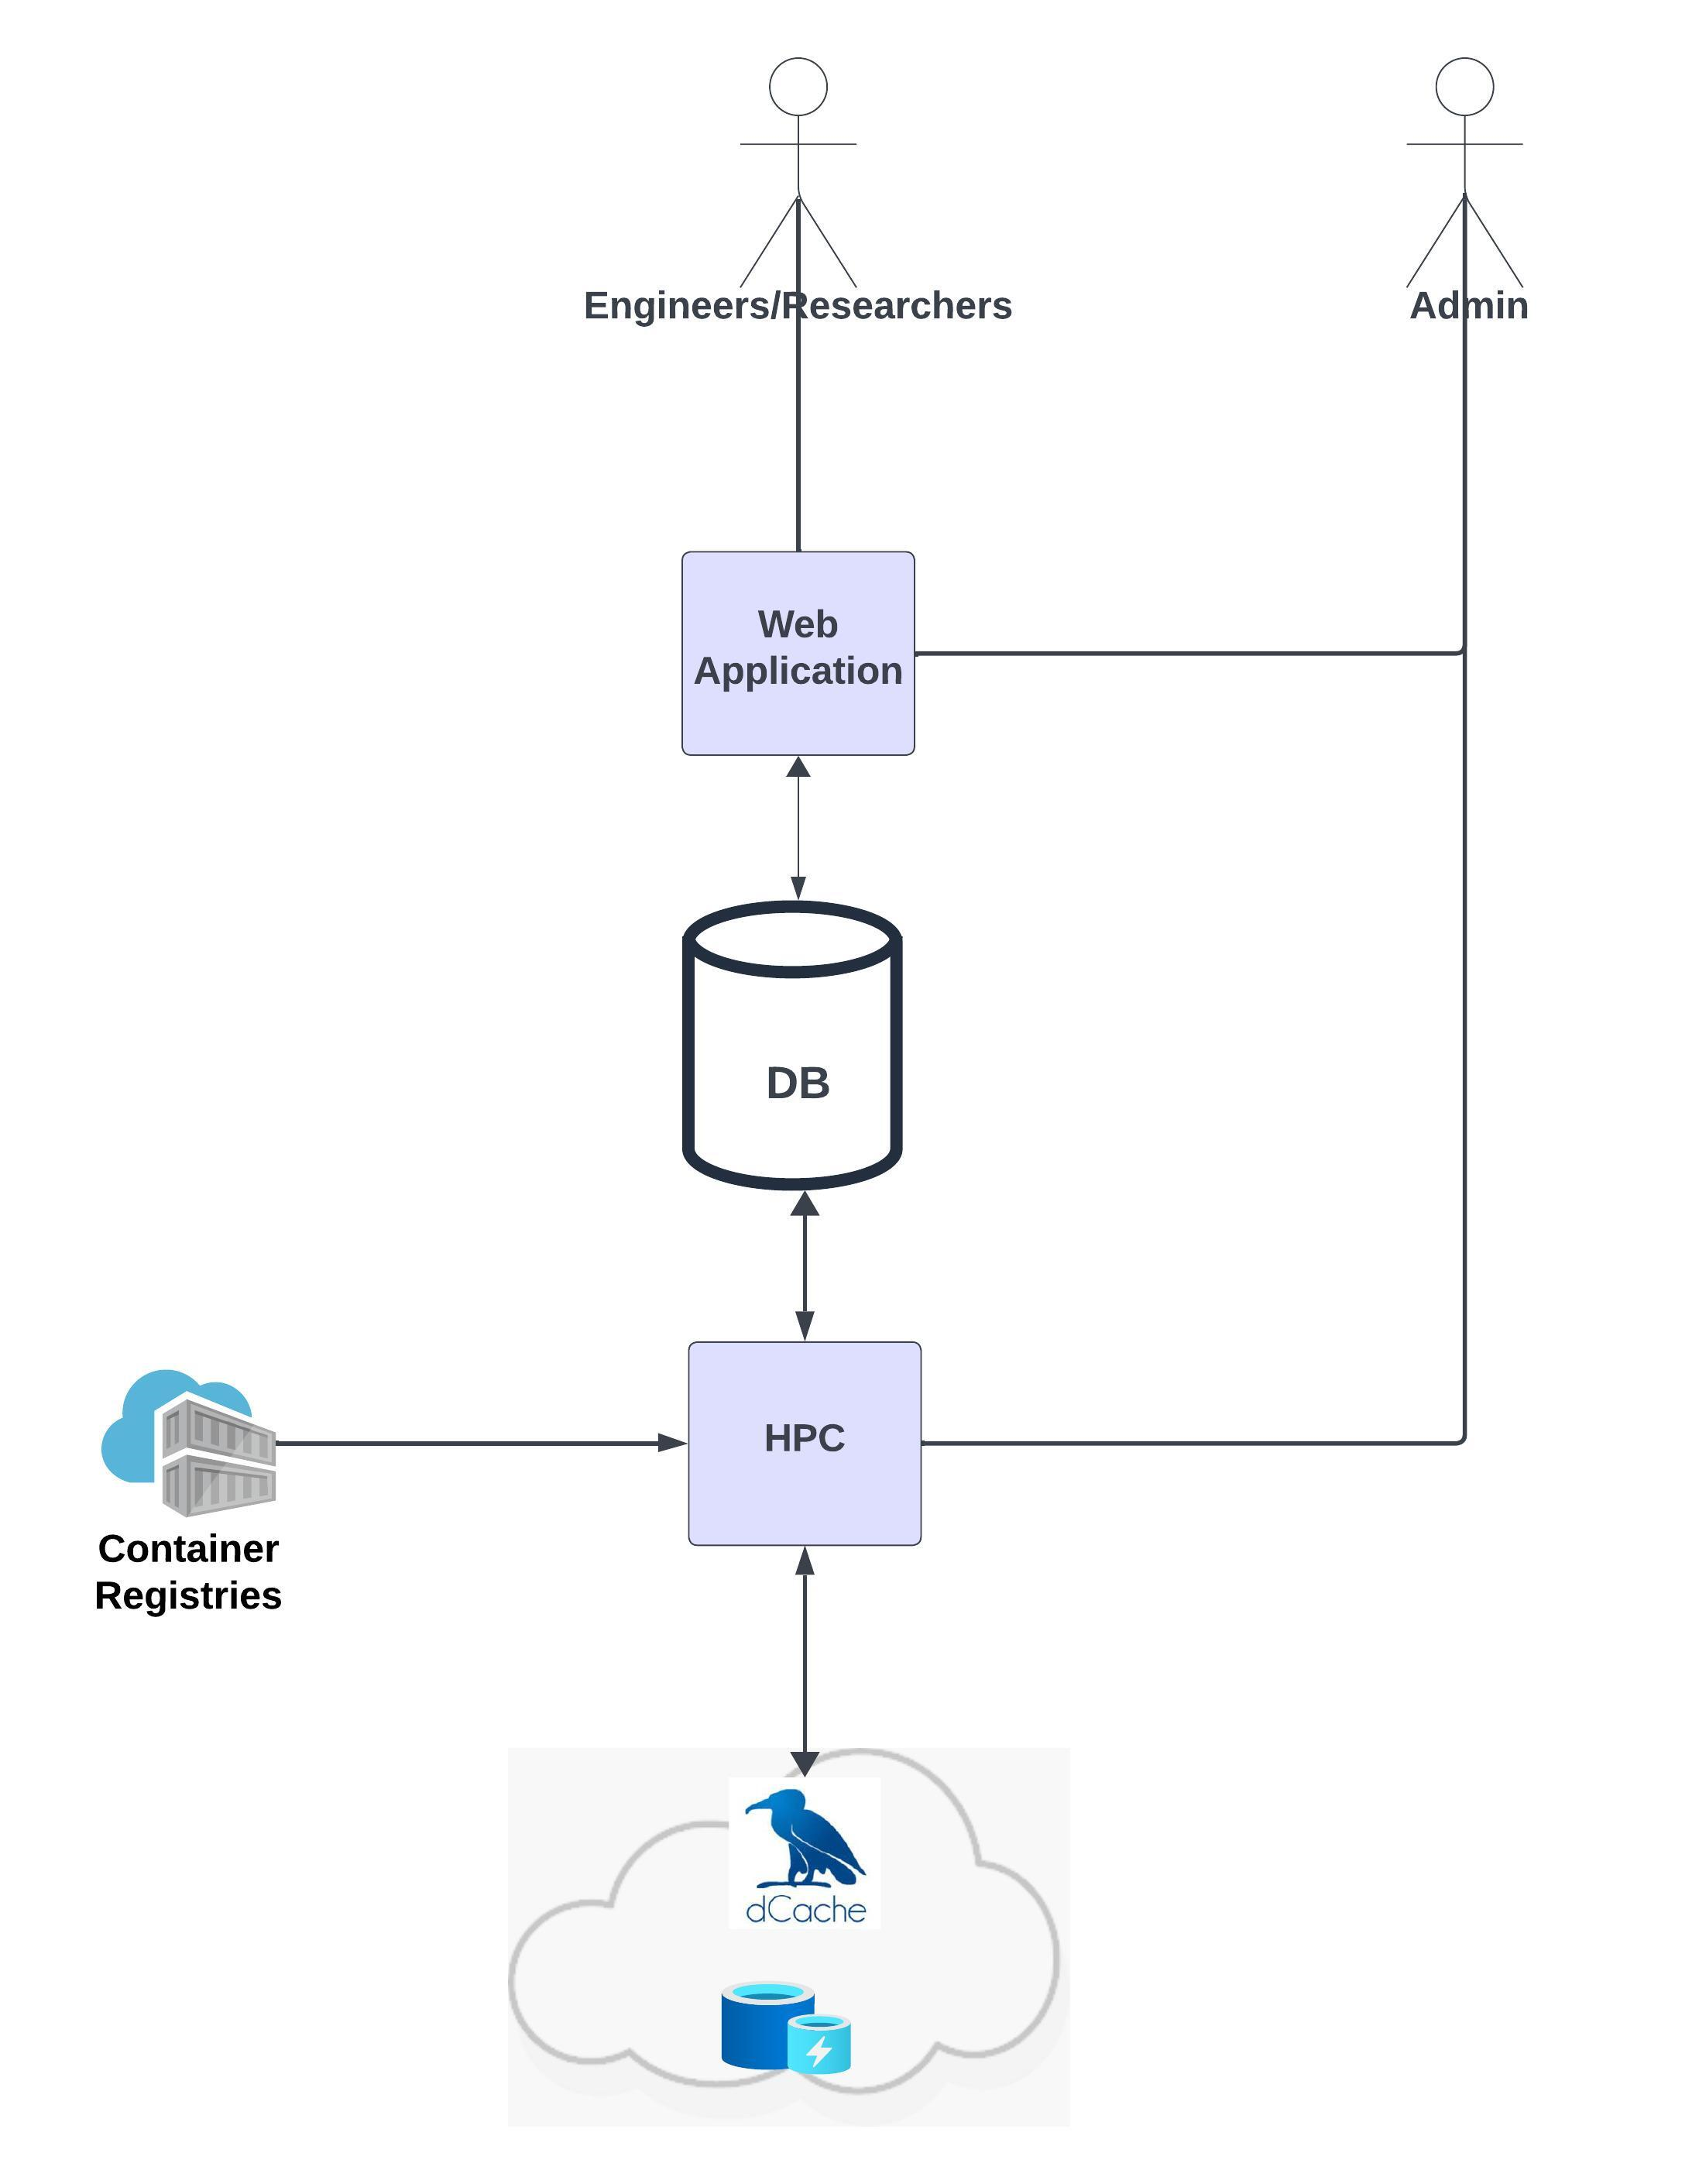 Engineers/Researchers
Admin
Web
Application
DB
HPC
Container
Registries
dCache